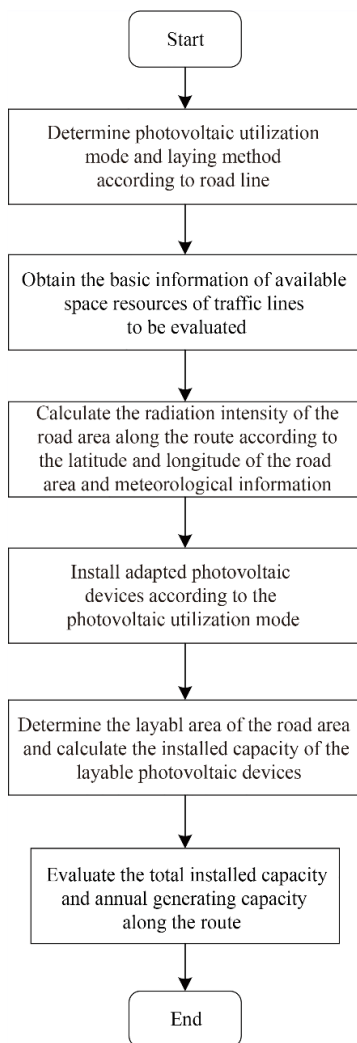 Start
Determine photovoltaic utilization
mode and laying method
according to road line
Obtain the basic information of available
space resources of traffic lines
to be evaluated
Calculate the radiation intensity of the
road area along the route according to
the latitude and longitude of the road
area and meteorological information
Install adapted photovoltaic
devices according to the
photovoltaic utilization mode
Determine the layabl area of the road area
and calculate the installed capacity of the
layable photovoltaic devices
Evaluate the total installed capacity
and annual generating capacity
along the route
End